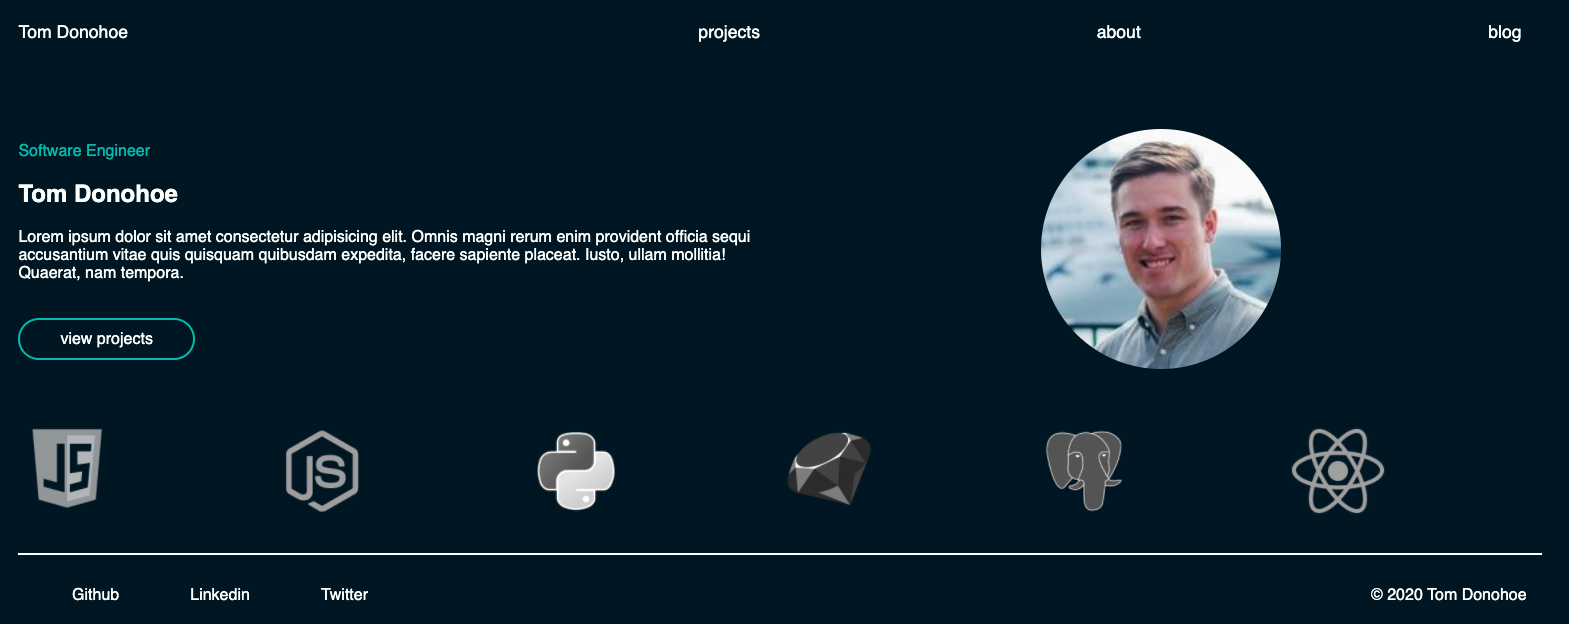 Tom Donohoe projects about blog
Software Engineer
Tom Donohoe
Lorem ipsum dolor sit amet consectetur adipisicing elit. Omnis magni rerum enim provident officia sequi
accusantium vitae quis quisquam quibusdam expedita, facere sapiente placeat. Iusto, ullam mollitia!
Quaerat, nam tempora.
view projects
JS JS
Github Linkedin Twitter © 2020 Tom Donohoe